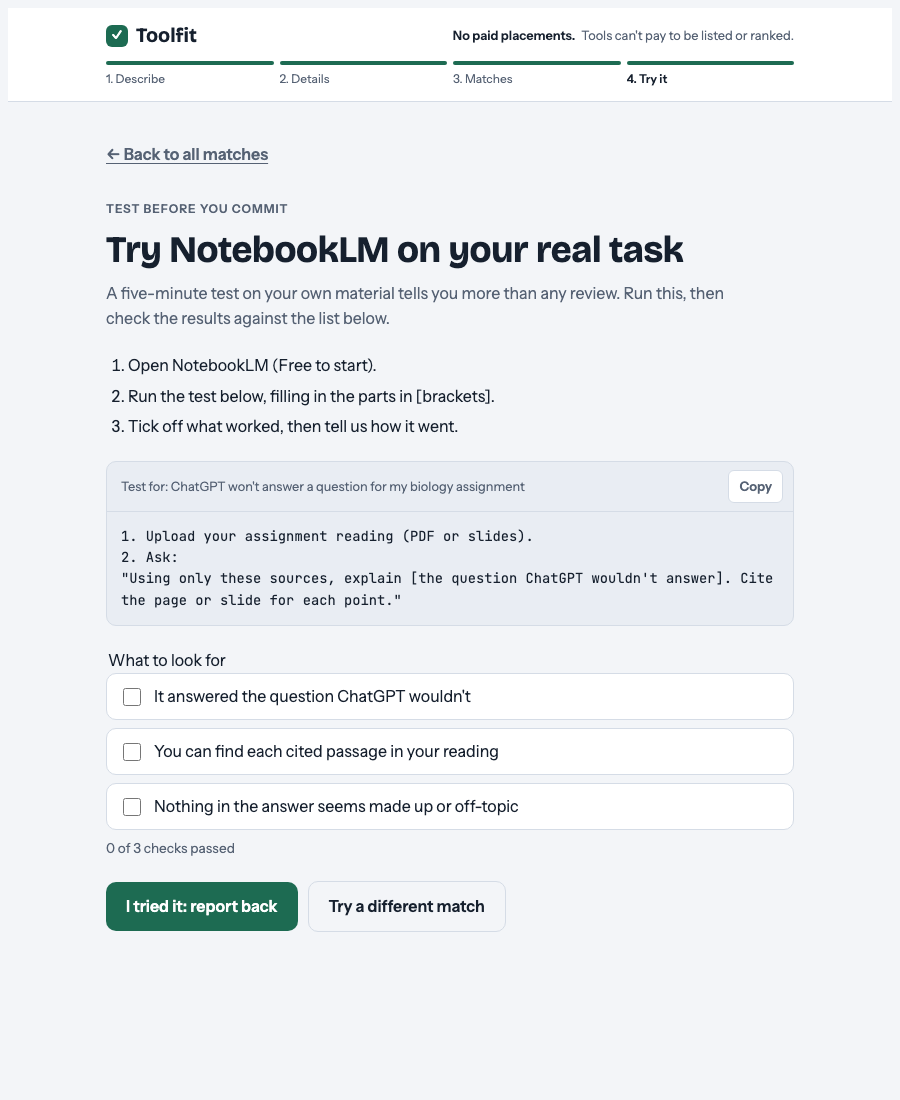 Toolfit
No paid placements. Tools can't pay to be listed or ranked.
1. Describe
2. Details
3. Matches
4. Try it
← Back to all matches
TEST BEFORE YOU COMMIT
Try NotebookLM on your real task
A five-minute test on your own material tells you more than any review. Run this, then
check the results against the list below.
1. Open NotebookLM (Free to start).
2. Run the test below, filling in the parts in [brackets].
3. Tick off what worked, then tell us how it went.
Test for: ChatGPT won't answer a question for my biology assignment
Copy
1. Upload your assignment reading (PDF or slides).
2. Ask:
"Using only these sources, explain [the question ChatGPT wouldn't answer]. Cite
the page or slide for each point."
What to look for
It answered the question ChatGPT wouldn't
You can find each cited passage in your reading
Nothing in the answer seems made up or off-topic
0 of 3 checks passed
I tried it: report back
Try a different match